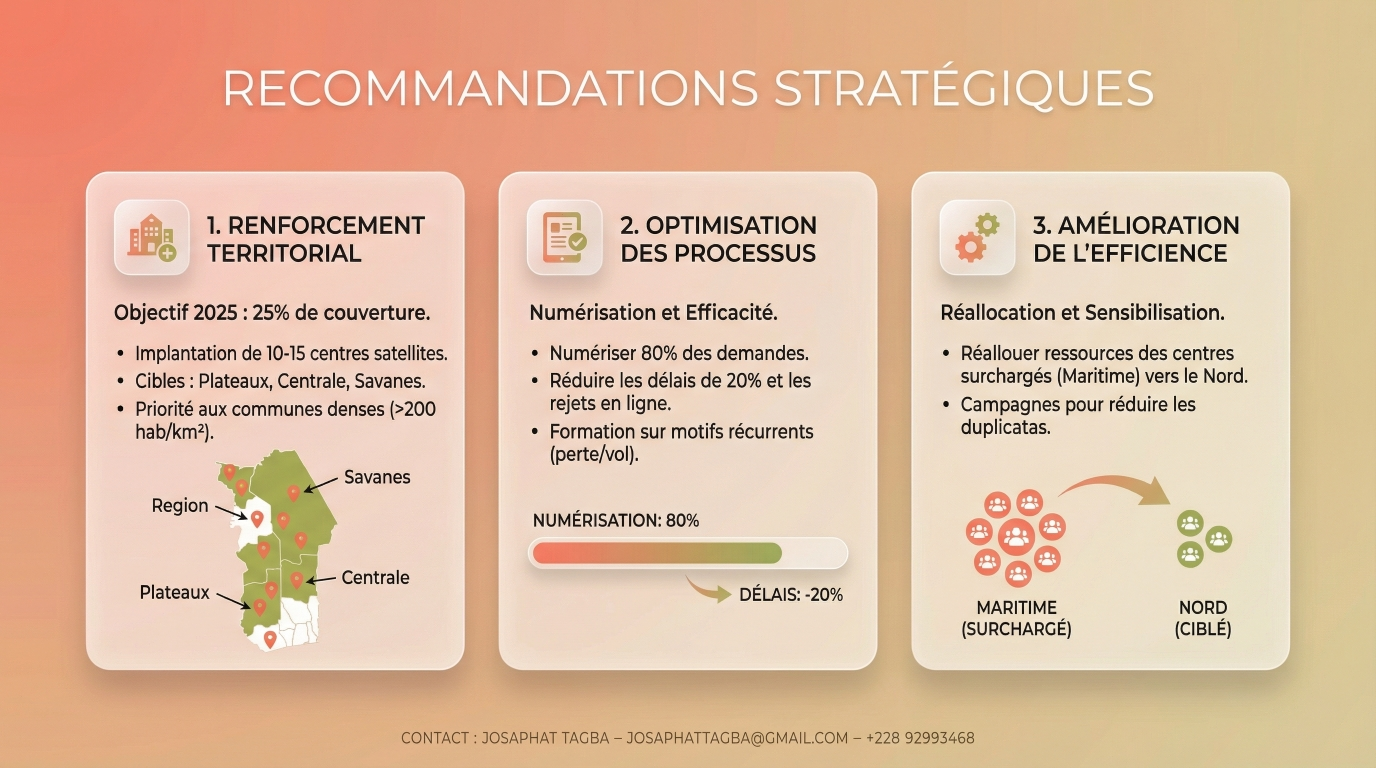 RECOMMANDATIONS STRATÉGIQUES
1. RENFORCEMENT
TERRITORIAL
Objectif 2025 : 25% de couverture.
• Implantation de 10-15 centres satellites.
• Cibles : Plateaux, Centrale, Savanes.
• Priorité aux communes denses (>200
hab/km²).
Savanes
Region
Centrale
Plateaux
2. OPTIMISATION
DES PROCESSUS
Numérisation et Efficacité.
• Numériser 80% des demandes.
• Réduire les délais de 20% et les
rejets en ligne.
• Formation sur motifs récurrents
(perte/vol).
NUMÉRISATION: 80%
DÉLAIS: -20%
3. AMÉLIORATION
DE L’EFFICIENCE
Réallocation et Sensibilisation.
• Réallouer ressources des centres
surchargés (Maritime) vers le Nord.
• Campagnes pour réduire les
duplicatas.
MARITIME
(SURCHARGÉ)
NORD
(CIBLÉ)
CONTACT : JOSAPHAT TAGBA – JOSAPHATTAGBA@GMAIL.COM – +228 92993468